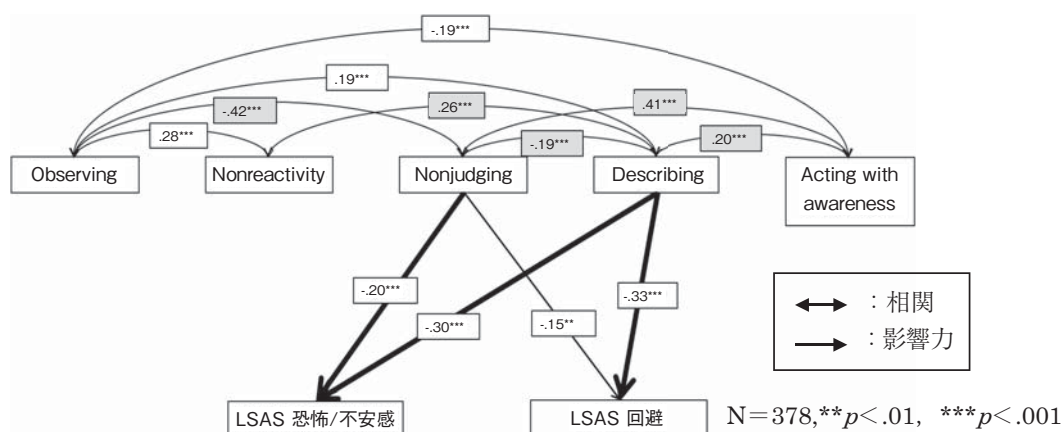 -.19***
.19***
-.42***
.26***
.41***
.28***
-.19***
.20***
Observing
Nonreactivity
Nonjudging
Describing
Acting with
awareness
-.20***
-.33***
-.30***
-.15**
：相関
：影響力
LSAS 恐怖/不安感
LSAS 回避
N＝378,**p<.01, ***p<.001